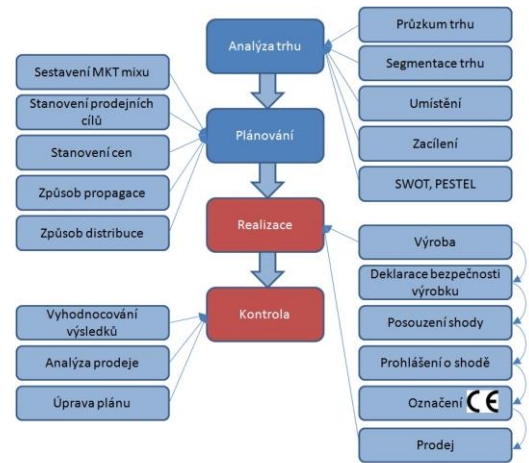 Analýza trhu
Průzkum trhu
Segmentace trhu
Umístění
Zacílení
SWOT, PESTEL
Sestavení MKT mixu
Stanovení prodejních
cílů
Stanovení cen
Způsob propagace
Způsob distribuce
Plánování
Realizace
Výroba
Deklarace bezpečnosti
výrobku
Posouzení shody
Prohlášení o shodě
Označení CE
Prodej
Kontrola
Vyhodnocování
výsledků
Analýza prodeje
Úprava plánu